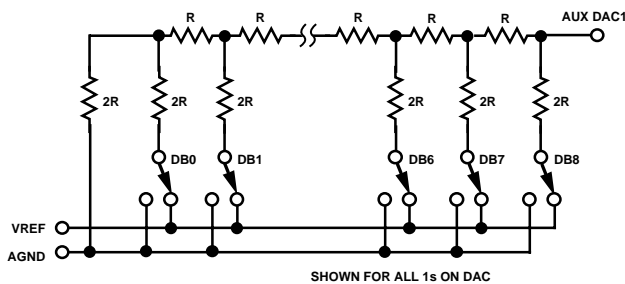 R R R R R AUX DAC1
2R 2R 2R 2R 2R 2R
DB0 DB1 DB6 DB7 DB8
VREF
AGND
SHOWN FOR ALL 1s ON DAC